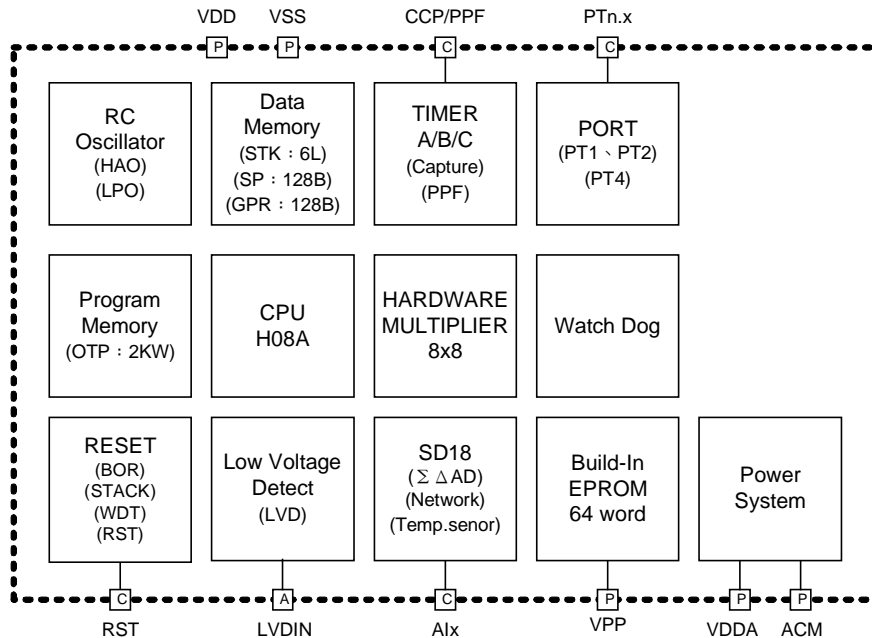 VDD VSS CCP/PPF PTn.x
P P C C
RC
Oscillator
(HAO)
(LPO)
Data
Memory
(STK：6L)
(SP：128B)
(GPR：128B)
TIMER
A/B/C
(Capture)
(PPF)
PORT
(PT1、PT2)
(PT4)
Program
Memory
(OTP：2KW)
CPU
H08A
HARDWARE
MULTIPLIER
8x8
Watch Dog
RESET
(BOR)
(STACK)
(WDT)
(RST)
Low Voltage
Detect
(LVD)
SD18
(Σ Δ AD)
(Network)
(Temp.senor)
Build-In
EPROM
64 word
Power
System
C A C P P P
RST LVDIN AIx VPP VDDA ACM